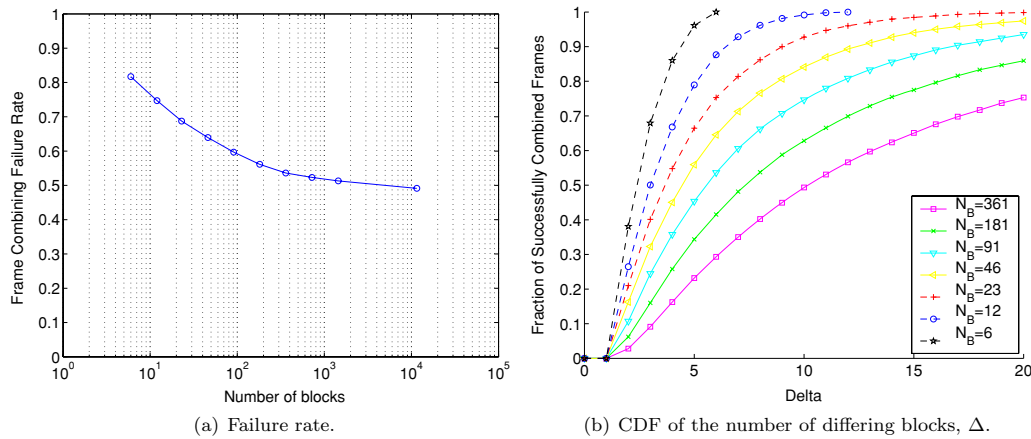 1
0.9
0.8
0.7
0.6
0.5
0.4
0.3
0.2
0.1
0
Frame Combining Failure Rate
10^0
10^1
10^2
10^3
10^4
10^5
Number of blocks
(a) Failure rate.
1
0.9
0.8
0.7
0.6
0.5
0.4
0.3
0.2
0.1
0
Fraction of Successfully Combined Frames
N_B=361
N_B=181
N_B=91
N_B=46
N_B=23
N_B=12
N_B=6
0
5
10
15
20
Delta
(b) CDF of the number of differing blocks, Δ.